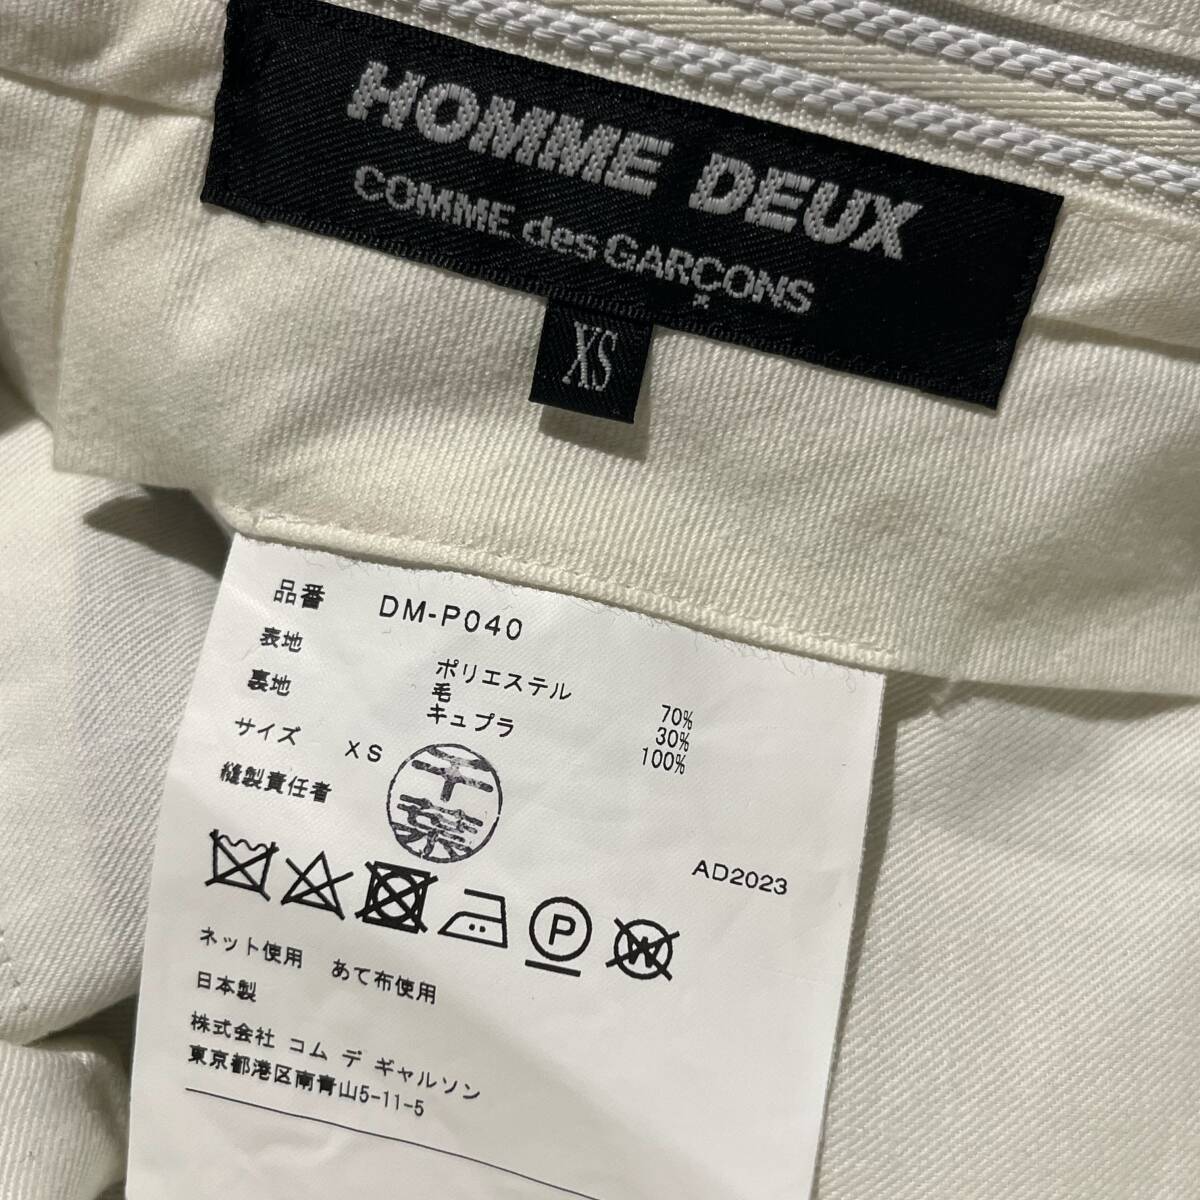 HOMME DEUX
COMME des GARÇONS
XS
品番 DM-P040
表地 ポリエステル 70%
毛 30%
裏地 キュプラ 100%
サイズ XS
縫製責任者 千葉
AD2023
P
W
ネット使用 あて布使用
日本製
株式会社 コム デ ギャルソン
東京都港区南青山5-11-5